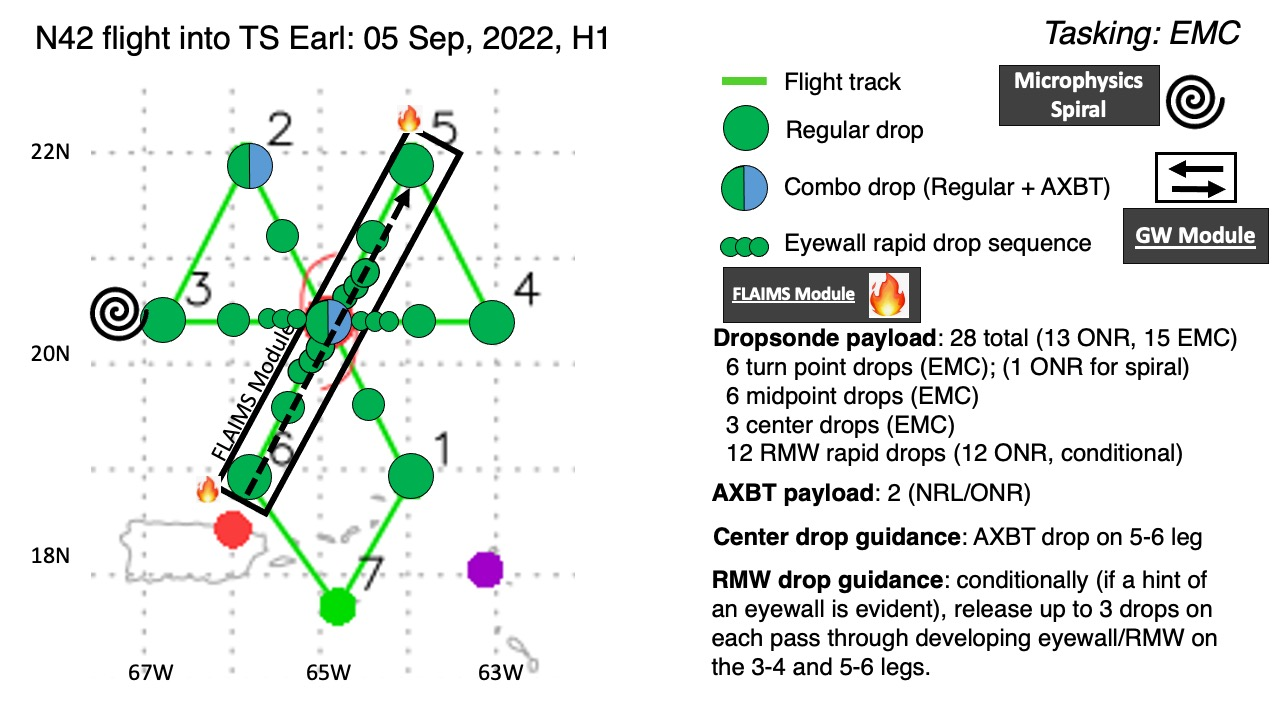 N42 flight into TS Earl: 05 Sep, 2022, H1
Tasking: EMC
Flight track
Regular drop
Combo drop (Regular + AXBT)
Eyewall rapid drop sequence
Microphysics
Spiral
GW Module
FLAIMS Module
Dropsonde payload: 28 total (13 ONR, 15 EMC)
6 turn point drops (EMC); (1 ONR for spiral)
6 midpoint drops (EMC)
3 center drops (EMC)
12 RMW rapid drops (12 ONR, conditional)
AXBT payload: 2 (NRL/ONR)
Center drop guidance: AXBT drop on 5-6 leg
RMW drop guidance: conditionally (if a hint of
an eyewall is evident), release up to 3 drops on
each pass through developing eyewall/RMW on
the 3-4 and 5-6 legs.
22N
20N
18N
67W
65W
63W
2
5
3
4
6
1
7
FLAIMS Module